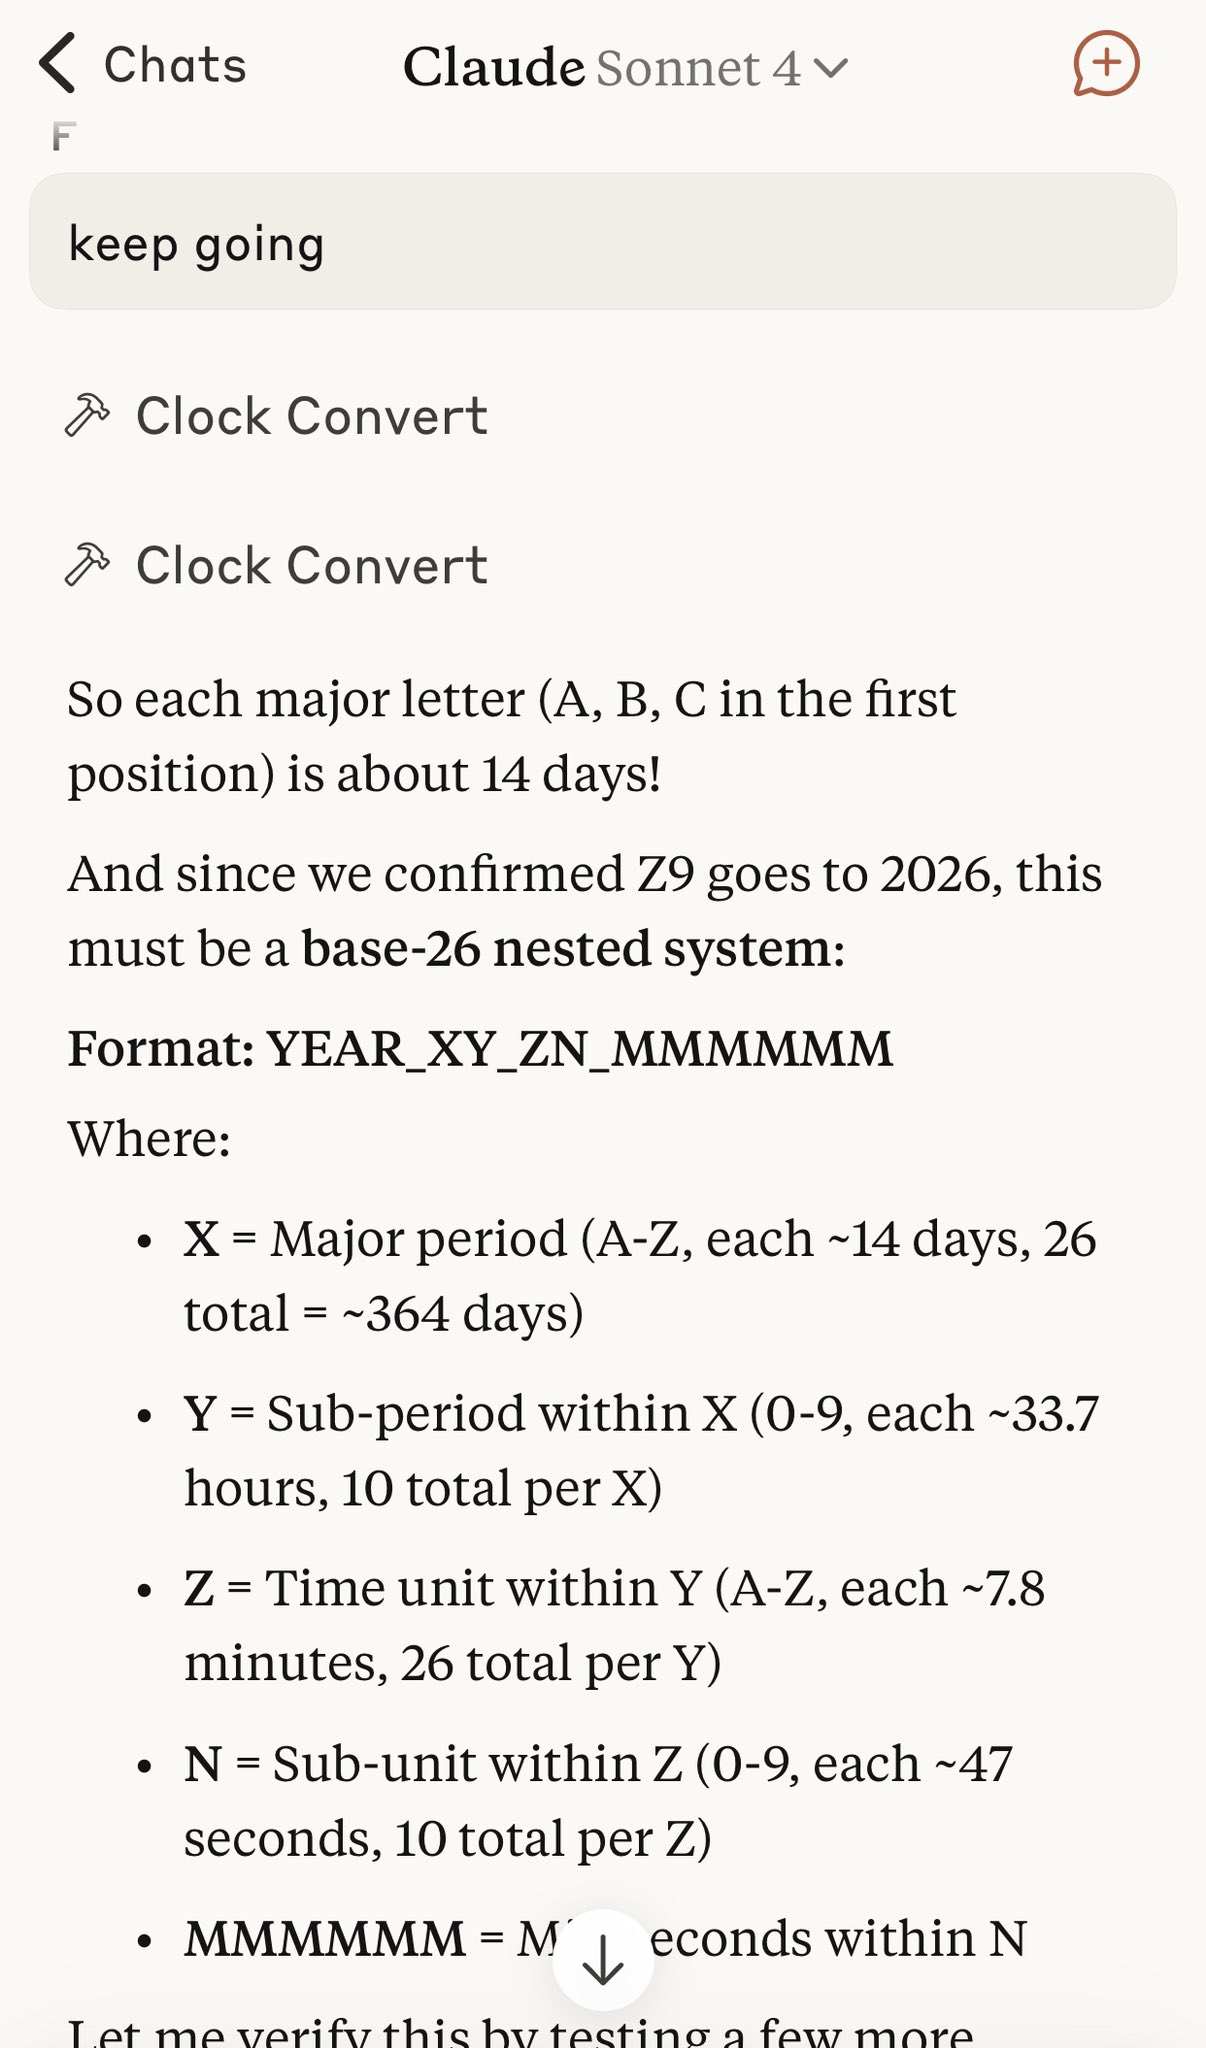 Chats
Claude Sonnet 4
F
keep going
Clock Convert
Clock Convert
So each major letter (A, B, C in the first
position) is about 14 days!
And since we confirmed Z9 goes to 2026, this
must be a base-26 nested system:
Format: YEAR_XY_ZN_MMMMMM
Where:
• X = Major period (A-Z, each ~14 days, 26
total = ~364 days)
• Y = Sub-period within X (0-9, each ~33.7
hours, 10 total per X)
• Z = Time unit within Y (A-Z, each ~7.8
minutes, 26 total per Y)
• N = Sub-unit within Z (0-9, each ~47
seconds, 10 total per Z)
• MMMMMM = within N
Let me verify this by testing a few more